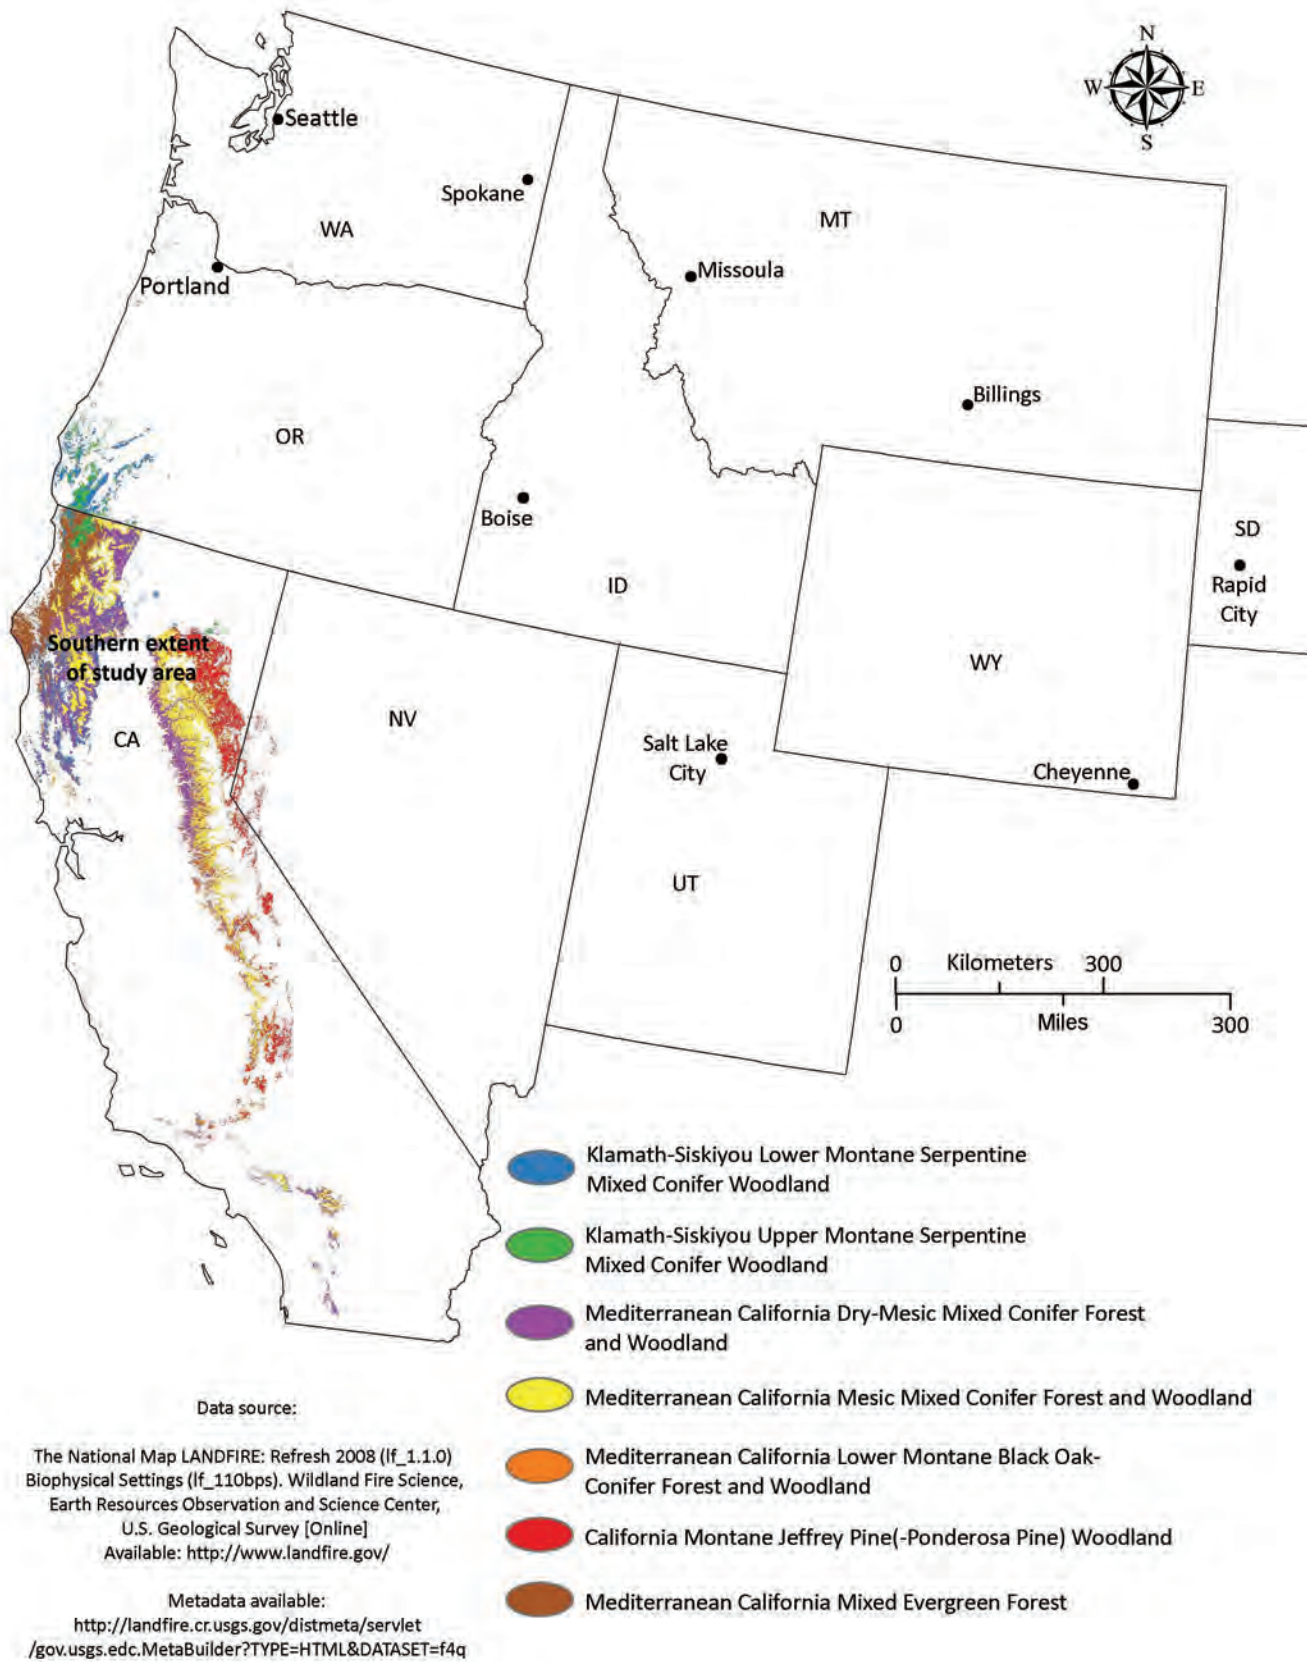 N
W E
S
Seattle
Spokane
WA
MT
Missoula
Portland
Billings
OR
Boise
SD
ID
Rapid
City
Southern extent
of study area
WY
NV
CA
Salt Lake
City
Cheyenne
UT
0 Kilometers 300
0 Miles 300
Klamath-Siskiyou Lower Montane Serpentine
Mixed Conifer Woodland
Klamath-Siskiyou Upper Montane Serpentine
Mixed Conifer Woodland
Mediterranean California Dry-Mesic Mixed Conifer Forest
and Woodland
Mediterranean California Mesic Mixed Conifer Forest and Woodland
Mediterranean California Lower Montane Black Oak-
Conifer Forest and Woodland
California Montane Jeffrey Pine(-Ponderosa Pine) Woodland
Mediterranean California Mixed Evergreen Forest
Data source:
The National Map LANDFIRE: Refresh 2008 (lf_1.1.0)
Biophysical Settings (lf_110bps). Wildland Fire Science,
Earth Resources Observation and Science Center,
U.S. Geological Survey [Online]
Available: http://www.landfire.gov/
Metadata available:
http://landfire.cr.usgs.gov/distmeta/servlet
/gov.usgs.edc.MetaBuilder?TYPE=HTML&DATASET=f4q